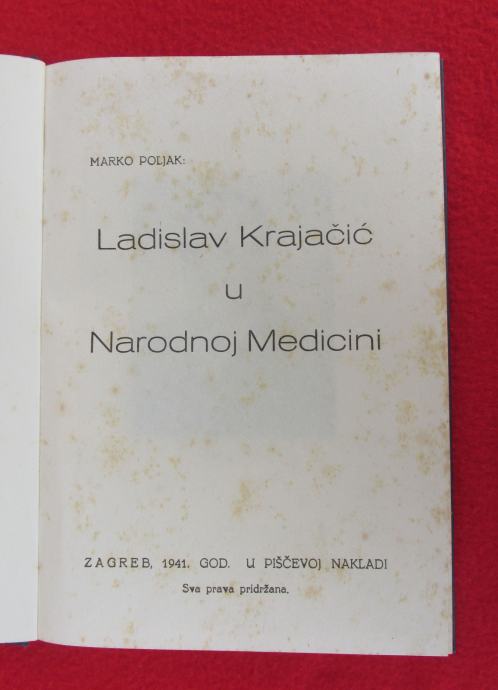 MARKO POLJAK:
Ladislav Krajačić
u
Narodnoj Medicini
ZAGREB, 1941. GOD. U PIŠČEVOJ NAKLADI
Sva prava pridržana.